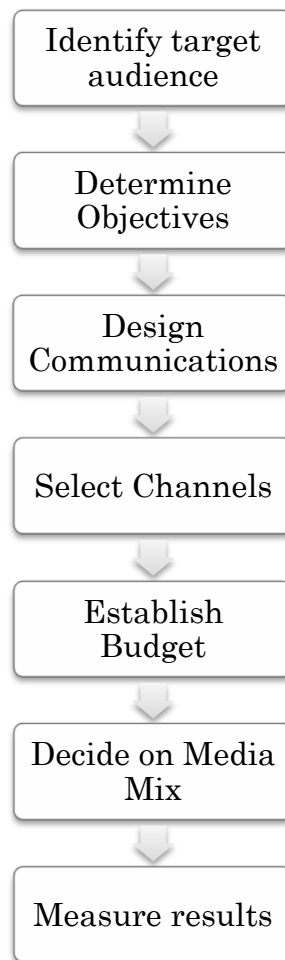 Identify target
audience
Determine
Objectives
Design
Communications
Select Channels
Establish
Budget
Decide on Media
Mix
Measure results